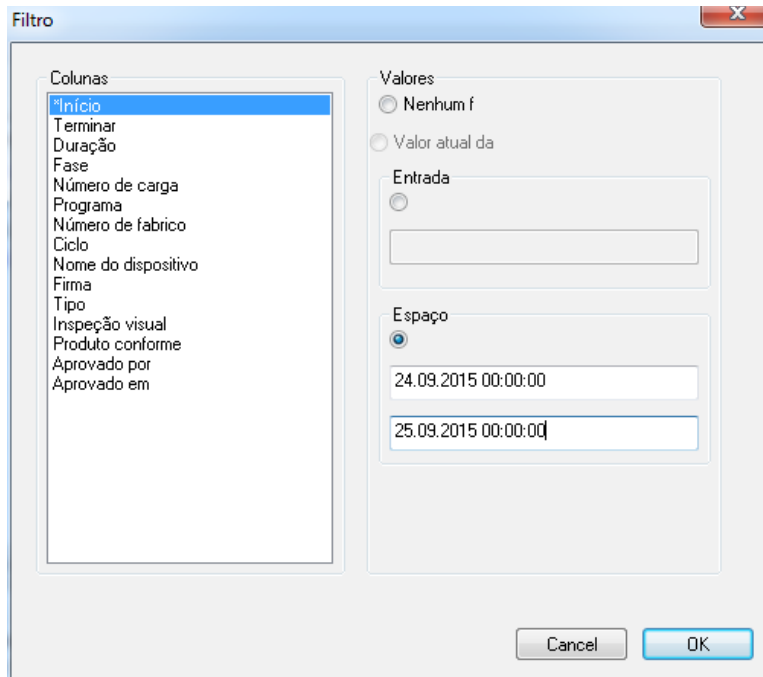 Filtro
Colunas
*Início
Terminar
Duração
Fase
Número de carga
Programa
Número de fabrico
Ciclo
Nome do dispositivo
Firma
Tipo
Inspeção visual
Produto conforme
Aprovado por
Aprovado em
Valores
Nenhum f
Valor atual da
Entrada
Espaço
24.09.2015 00:00:00
25.09.2015 00:00:00
Cancel
OK